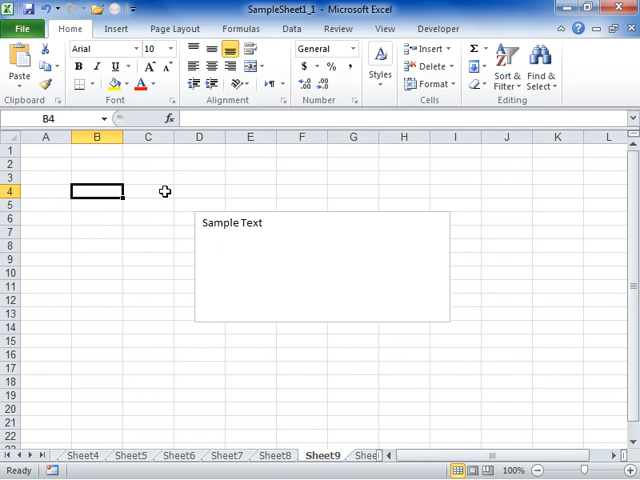 SampleSheet1_1 - Microsoft Excel
File Home Insert Page Layout Formulas Data Review View Developer
Paste
Clipboard
Arial 10
B I U A A
A
Font
Alignment
General
$ % ,
Number
Styles
Insert
Delete
Format
Cells
Σ
Sort & Filter
Find & Select
Editing
B4 fx
A B C D E F G H I J K L
1
2
3
4
5
6
Sample Text
7
8
9
10
11
12
13
14
15
16
17
18
19
20
21
22
Sheet4 Sheet5 Sheet6 Sheet7 Sheet8 Sheet9 Shee
Ready 100%